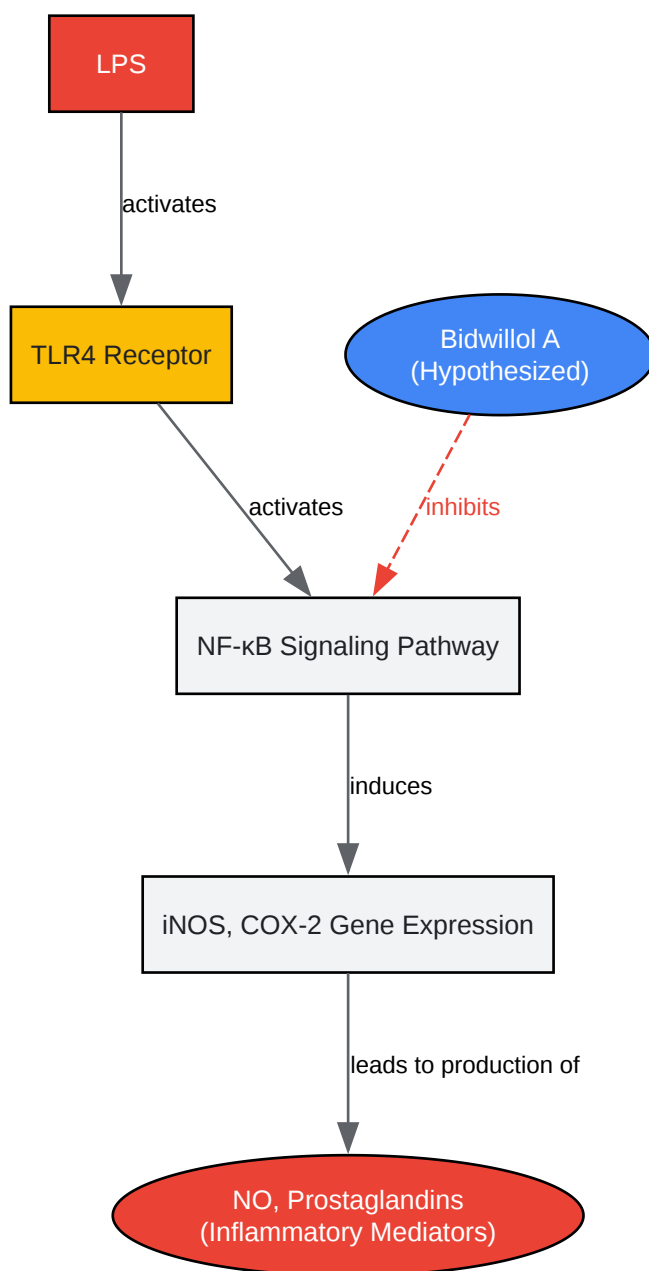 LPS
activates
TLR4 Receptor
Bidwillol A
(Hypothesized)
activates
inhibits
NF-κB Signaling Pathway
induces
iNOS, COX-2 Gene Expression
leads to production of
NO, Prostaglandins
(Inflammatory Mediators)